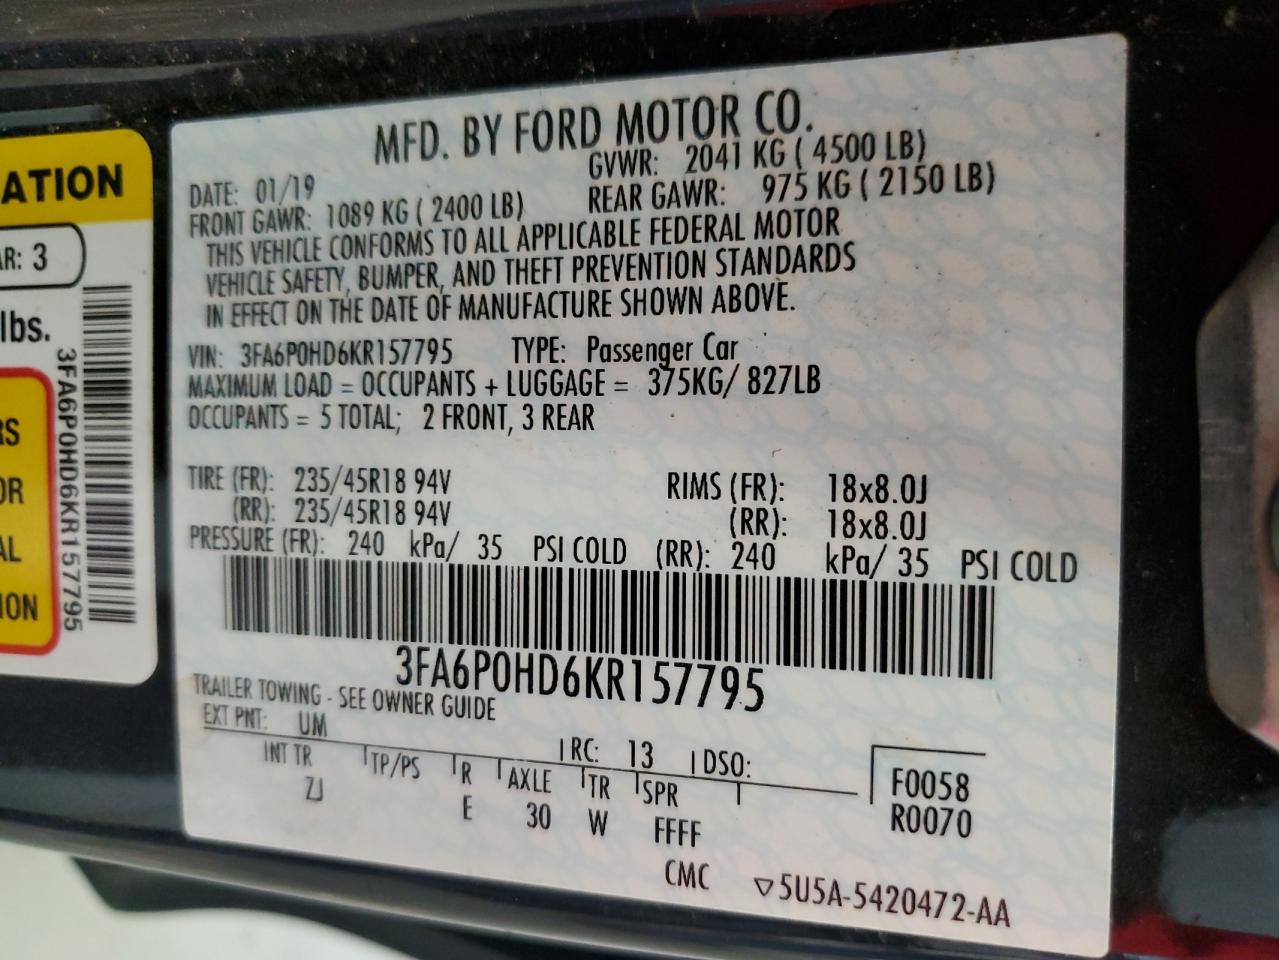 MFD. BY FORD MOTOR CO.
DATE: 01/19 GVWR: 2041 KG ( 4500 LB)
FRONT GAWR: 1089 KG ( 2400 LB) REAR GAWR: 975 KG ( 2150 LB)
THIS VEHICLE CONFORMS TO ALL APPLICABLE FEDERAL MOTOR
VEHICLE SAFETY, BUMPER, AND THEFT PREVENTION STANDARDS
IN EFFECT ON THE DATE OF MANUFACTURE SHOWN ABOVE.
VIN: 3FA6P0HD6KR157795 TYPE: Passenger Car
MAXIMUM LOAD = OCCUPANTS + LUGGAGE = 375KG/ 827LB
OCCUPANTS = 5 TOTAL; 2 FRONT, 3 REAR
TIRE (FR): 235/45R18 94V RIMS (FR): 18x8.0J
(RR): 235/45R18 94V (RR): 18x8.0J
PRESSURE (FR): 240 kPa/ 35 PSI COLD (RR): 240 kPa/ 35 PSI COLD
3FA6P0HD6KR157795
TRAILER TOWING - SEE OWNER GUIDE
EXT PNT: UM RC: 13 DSO:
INT TR TP/PS R AXLE TR SPR F0058
ZJ E 30 W FFFF R0070
CMC ▽5U5A-5420472-AA
ATION
AR: 3
lbs.
3FA6P0HD6KR157795
RS
OR
AL
ION